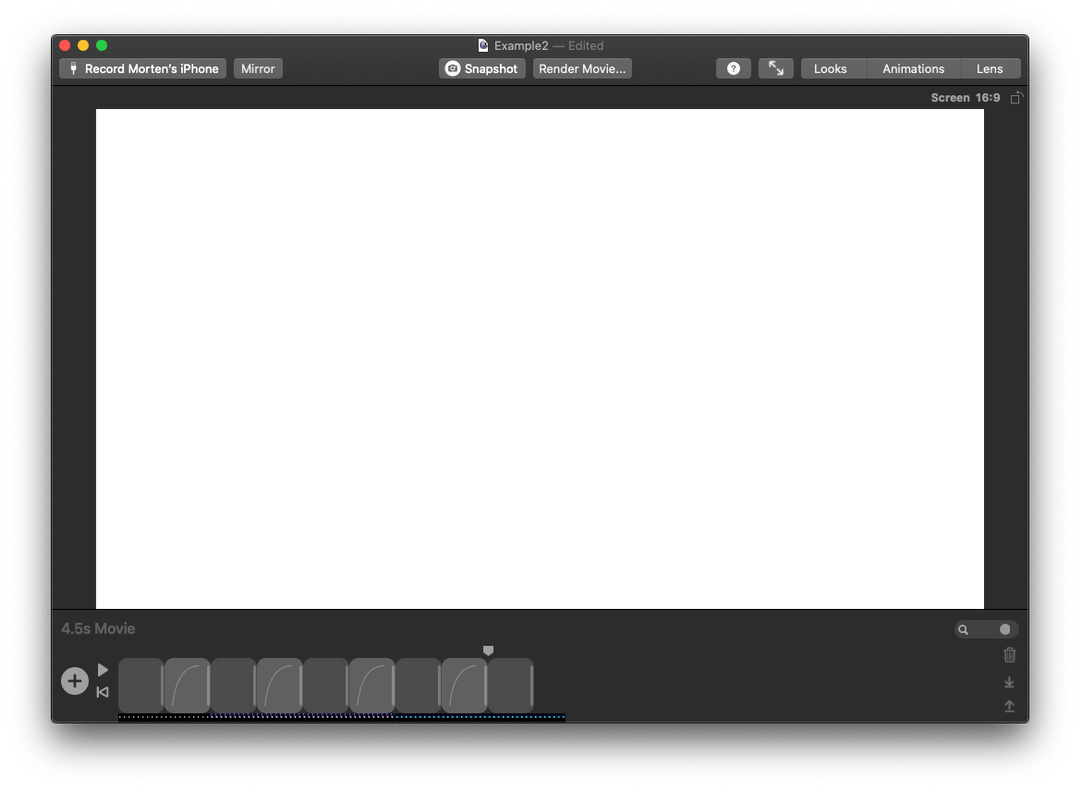 Example2 — Edited
Record Morten's iPhone
Mirror
Snapshot
Render Movie...
?
Looks
Animations
Lens
Screen 16:9
4.5s Movie